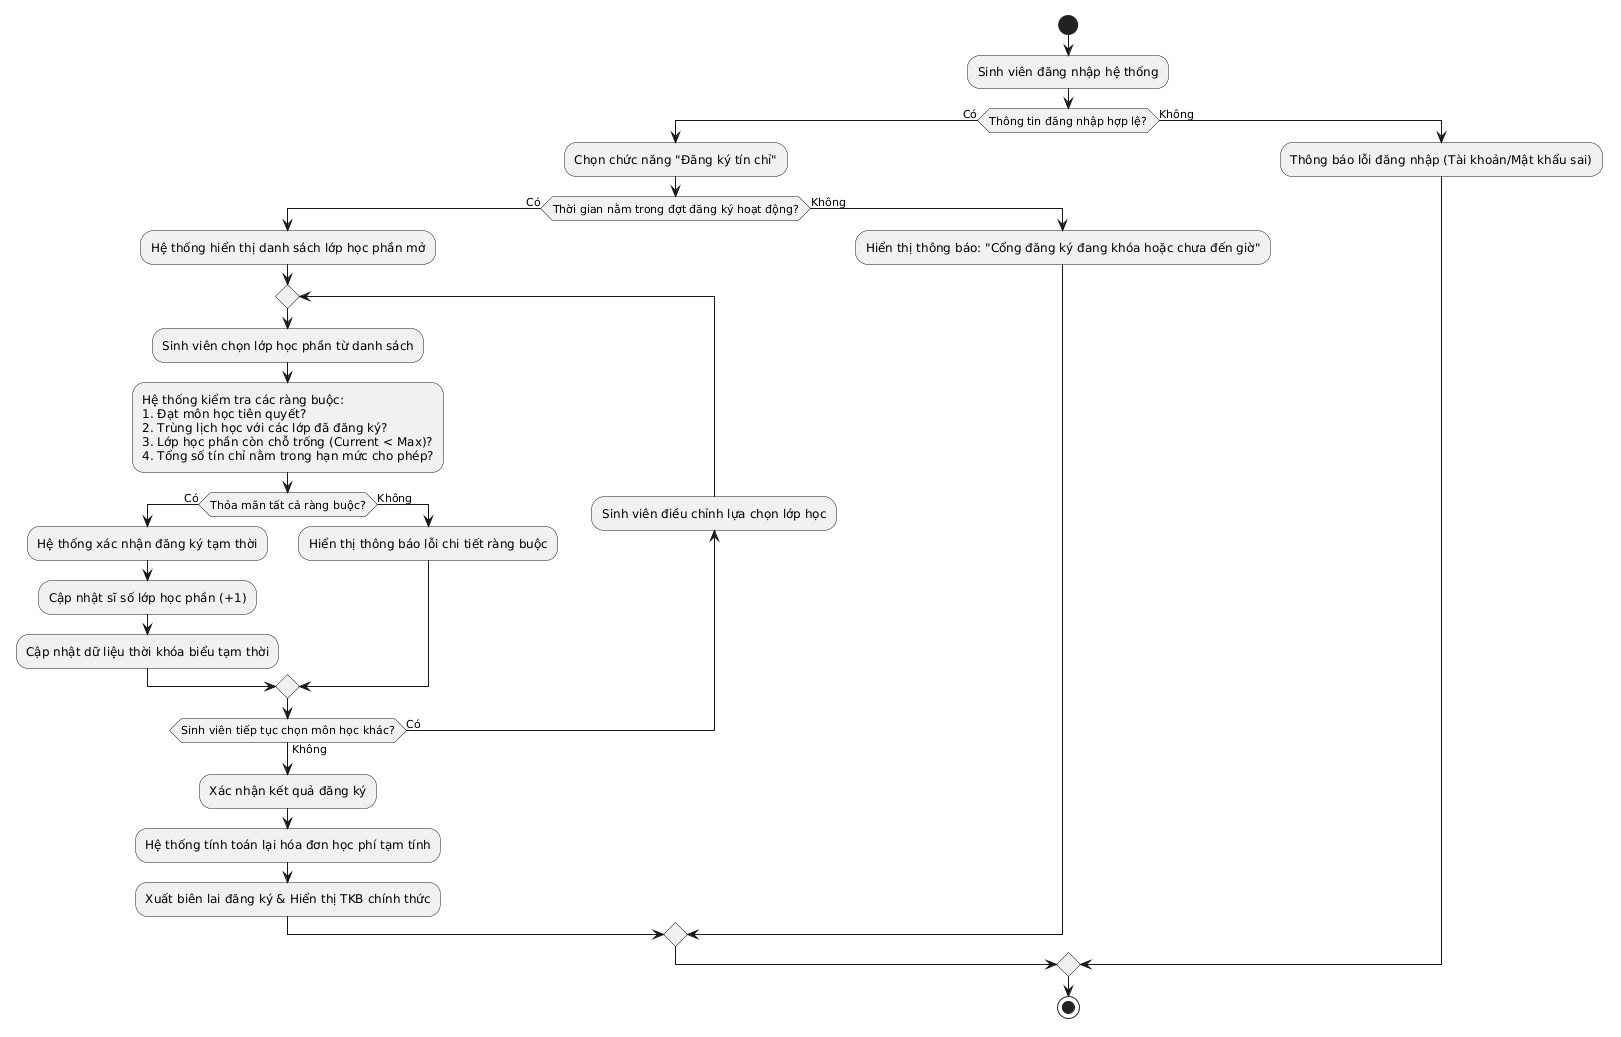 Sinh viên đăng nhập hệ thống
Có
Thông tin đăng nhập hợp lệ?
Không
Chọn chức năng "Đăng ký tín chỉ"
Thông báo lỗi đăng nhập (Tài khoản/Mật khẩu sai)
Có
Thời gian nằm trong đợt đăng ký hoạt động?
Không
Hệ thống hiển thị danh sách lớp học phần mở
Hiển thị thông báo: "Cổng đăng ký đang khóa hoặc chưa đến giờ"
Sinh viên chọn lớp học phần từ danh sách
Hệ thống kiểm tra các ràng buộc:
1. Đạt môn học tiên quyết?
2. Trùng lịch học với các lớp đã đăng ký?
3. Lớp học phần còn chỗ trống (Current < Max)?
4. Tổng số tín chỉ nằm trong hạn mức cho phép?
Có
Thỏa mãn tất cả ràng buộc?
Không
Sinh viên điều chỉnh lựa chọn lớp học
Hệ thống xác nhận đăng ký tạm thời
Hiển thị thông báo lỗi chi tiết ràng buộc
Cập nhật sĩ số lớp học phần (+1)
Cập nhật dữ liệu thời khóa biểu tạm thời
Sinh viên tiếp tục chọn môn học khác?
Có
Không
Xác nhận kết quả đăng ký
Hệ thống tính toán lại hóa đơn học phí tạm tính
Xuất biên lai đăng ký & Hiển thị TKB chính thức